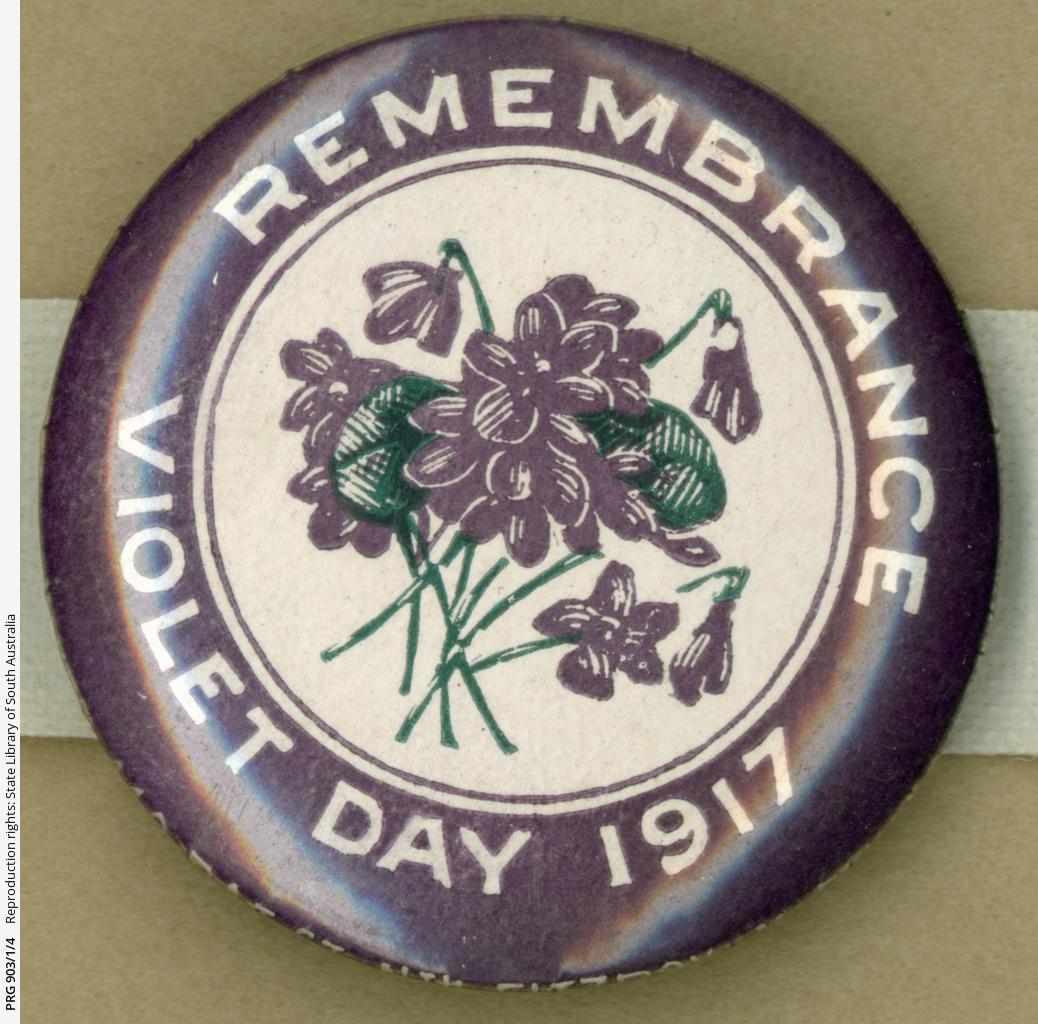 REMEMBRANCE
VIOLET DAY 1917
PRG 903/1/4 Reproduction rights: State Library of South Australia